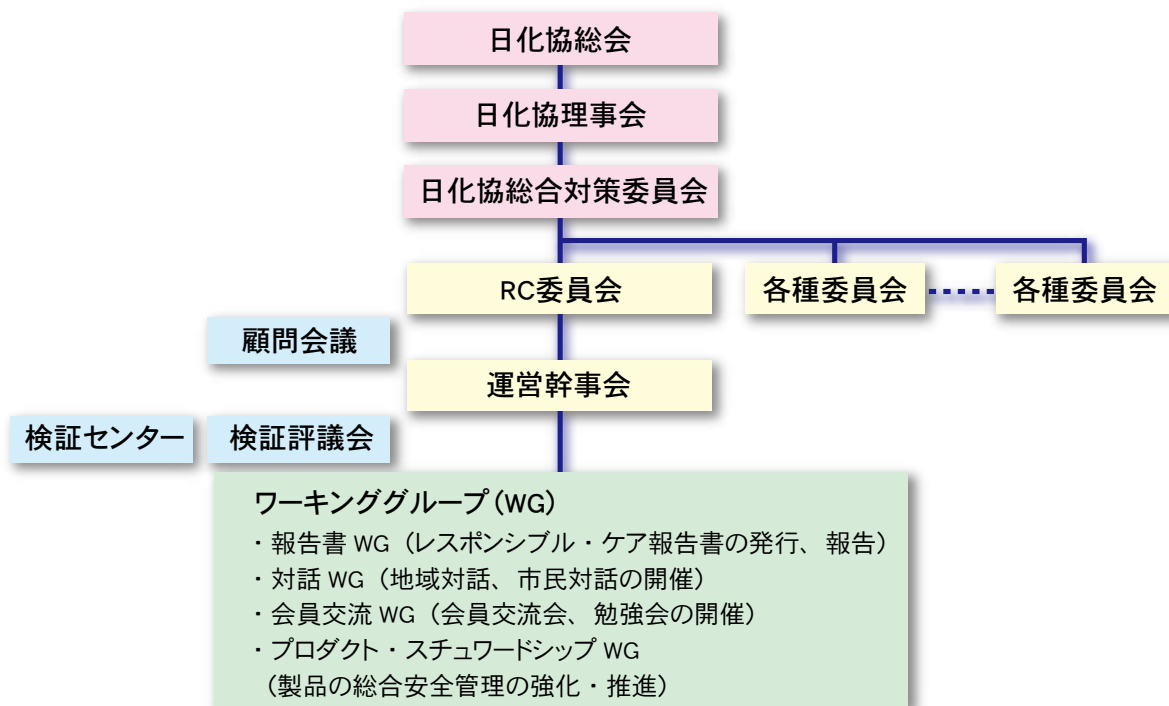 日化協総会
日化協理事会
日化協総合対策委員会
RC委員会
各種委員会
各種委員会
顧問会議
運営幹事会
検証センター
検証評議会
ワーキンググループ(WG)
・報告書 WG（レスポンシブル・ケア報告書の発行、報告）
・対話 WG（地域対話、市民対話の開催）
・会員交流 WG（会員交流会、勉強会の開催）
・プロダクト・スチュワードシップ WG
（製品の総合安全管理の強化・推進）